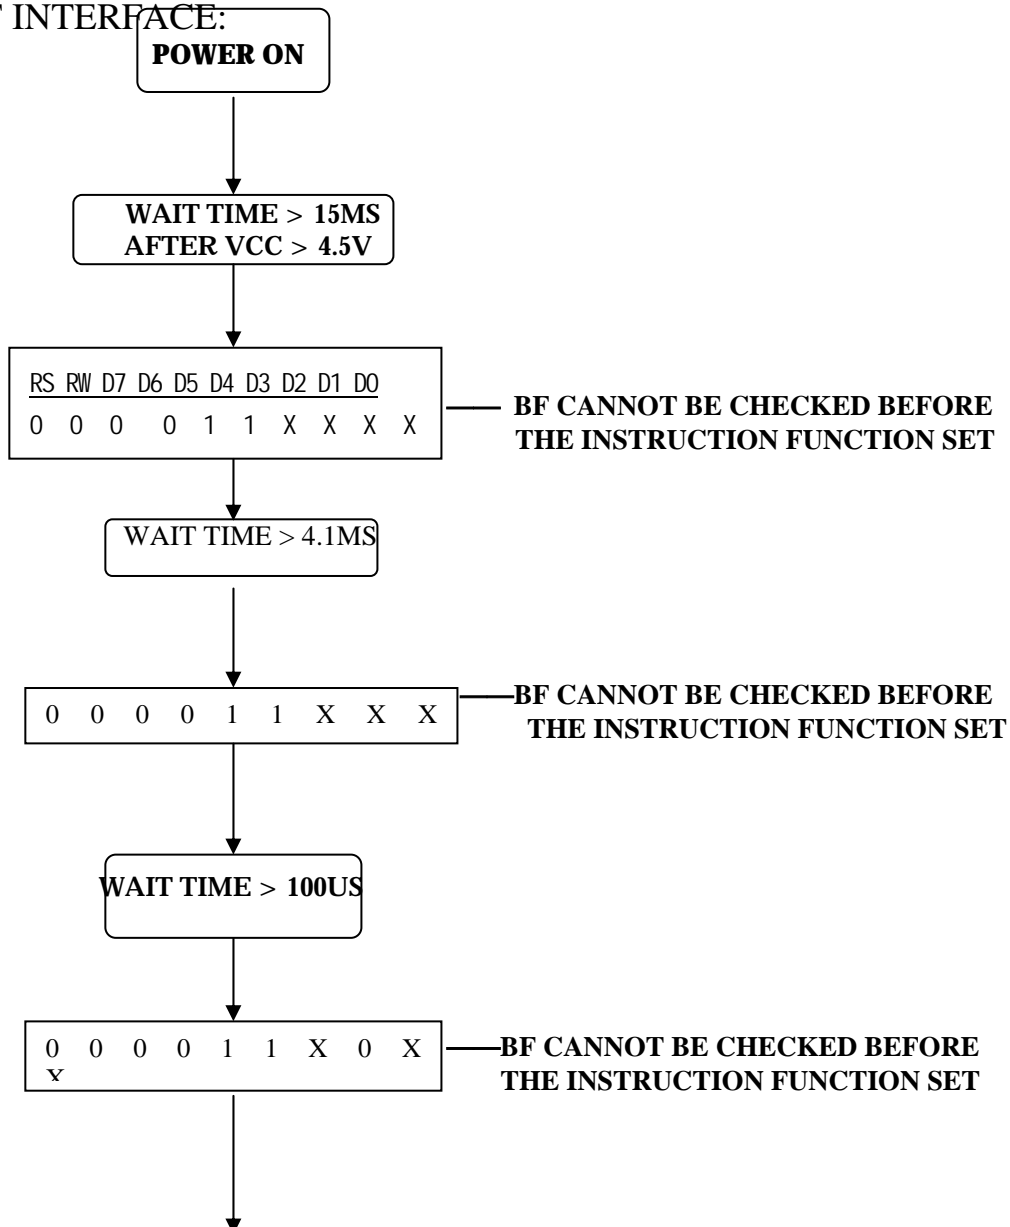 INTERFACE:
POWER ON
WAIT TIME > 15MS
AFTER VCC > 4.5V
RS RW D7 D6 D5 D4 D3 D2 D1 D0
0 0 0 0 1 1 X X X X
BF CANNOT BE CHECKED BEFORE
THE INSTRUCTION FUNCTION SET
WAIT TIME > 4.1MS
0 0 0 0 1 1 X X X
BF CANNOT BE CHECKED BEFORE
THE INSTRUCTION FUNCTION SET
WAIT TIME > 100US
0 0 0 0 1 1 X 0 X
X
BF CANNOT BE CHECKED BEFORE
THE INSTRUCTION FUNCTION SET